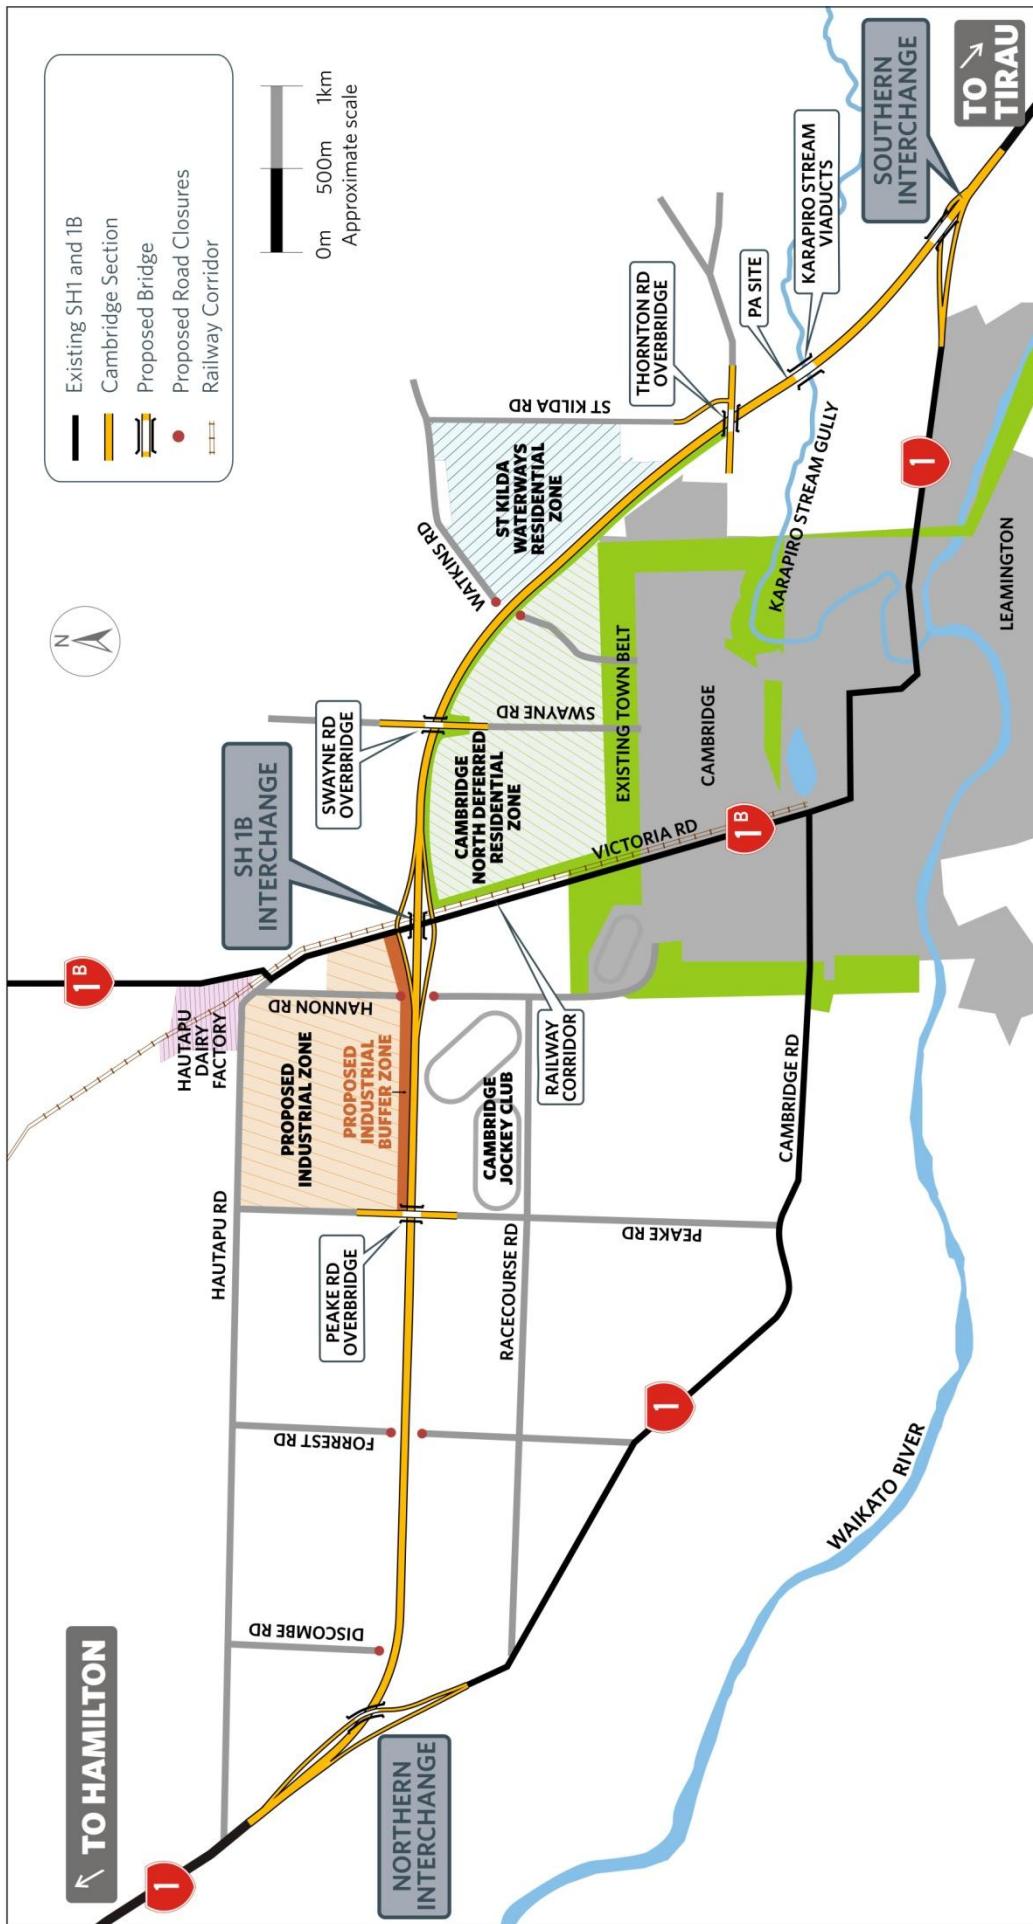 TO HAMILTON
1
NORTHERN
INTERCHANGE
DISCOMBE RD
FORREST RD
HAUTAPU RD
PEAKE RD
OVERBRIDGE
RACECOURSE RD
PEAKE RD
1
WAIKATO RIVER
CAMBRIDGE RD
HAUTAPU
DAIRY
FACTORY
1B
PROPOSED
INDUSTRIAL ZONE
PROPOSED
INDUSTRIAL
BUFFER ZONE
HANNON RD
CAMBRIDGE
JOCKEY CLUB
RAILWAY
CORRIDOR
SH 1B
INTERCHANGE
SWAYNE RD
OVERBRIDGE
CAMBRIDGE
NORTH DEFERRED
RESIDENTIAL
ZONE
SWAYNE RD
VICTORIA RD
1B
EXISTING TOWN BELT
CAMBRIDGE
LEAMINGTON
N
WATKINS RD
ST KILDA
WATERWAYS
RESIDENTIAL
ZONE
ST KILDA RD
THORNTON RD
OVERBRIDGE
PA SITE
KARAPIRO STREAM
VIADUCTS
KARAPIRO STREAM GULLY
1
SOUTHERN
INTERCHANGE
TO
TIRAU
Existing SH1 and 1B
Cambridge Section
Proposed Bridge
Proposed Road Closures
Railway Corridor
0m 500m 1km
Approximate scale